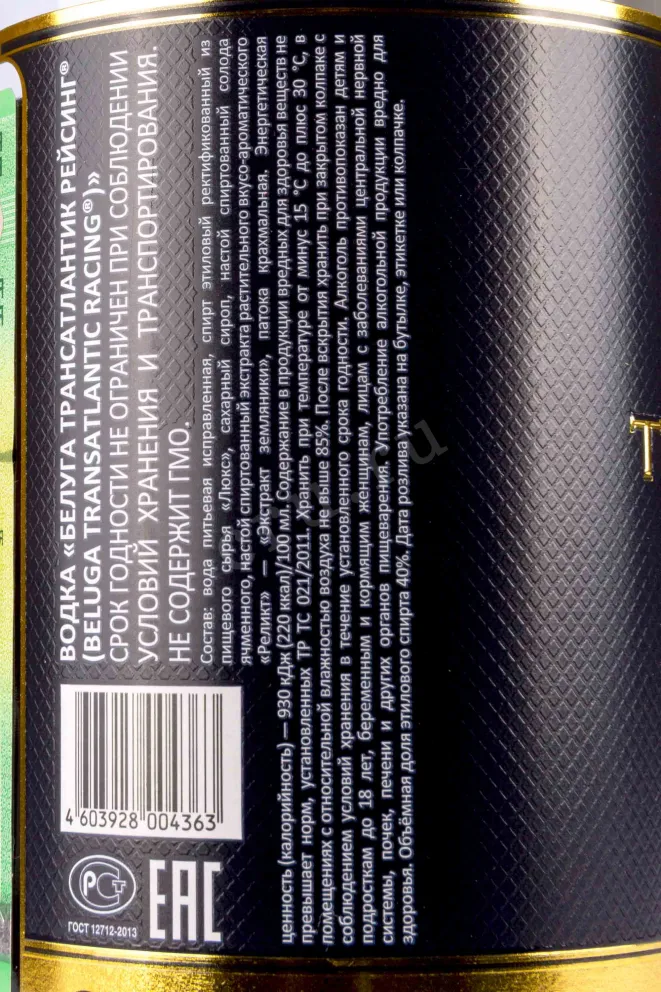 ВОДКА «БЕЛУГА ТРАНСАТЛАНТИК РЕЙСИНГ®
(BELUGA TRANSATLANTIC RACING®)»
СРОК ГОДНОСТИ НЕ ОГРАНИЧЕН ПРИ СОБЛЮДЕНИИ
УСЛОВИЙ ХРАНЕНИЯ И ТРАНСПОРТИРОВАНИЯ.
НЕ СОДЕРЖИТ ГМО.
Состав: вода питьевая исправленная, спирт этиловый ректификованный из
пищевого сырья «Люкс», сахарный сироп, настой спиртованный солода
ячменного, настой спиртованный экстракта растительного вкусо-ароматического
«Реликт» — «Экстракт земляники», патока крахмальная. Энергетическая
ценность (калорийность) — 930 кДж (220 ккал)/100 мл. Содержание в продукции вредных для здоровья веществ не
превышает норм, установленных ТР ТС 021/2011. Хранить при температуре от минус 15 °С до плюс 30 °С, в
помещениях с относительной влажностью воздуха не выше 85%. После вскрытия хранить при закрытом колпаке с
соблюдением условий хранения в течение установленного срока годности. Алкоголь противопоказан детям и
подросткам до 18 лет, беременным и кормящим женщинам, лицам с заболеваниями центральной нервной
системы, почек, печени и других органов пищеварения. Употребление алкогольной продукции вредно для
здоровья. Объёмная доля этилового спирта 40%. Дата розлива указана на бутылке, этикетке или колпачке.
4 603928 004363
РСТ
ГОСТ 12712-2013
EAC
T